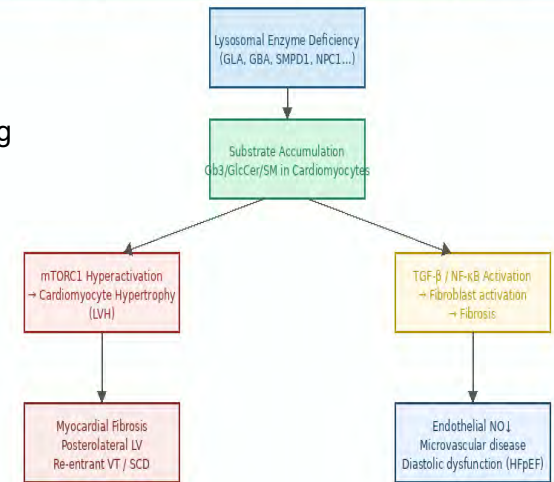 Lysosomal Enzyme Deficiency
(GLA, GBA, SMPD1, NPC1...)
g
Substrate Accumulation
Gb3/GlcCer/SM in Cardiomyocytes
mTORC1 Hyperactivation
→ Cardiomyocyte Hypertrophy
(LVH)
TGF-β / NF-κB Activation
→ Fibroblast activation
→ Fibrosis
Myocardial Fibrosis
Posterolateral LV
Re-entrant VT / SCD
Endothelial NO↓
Microvascular disease
Diastolic dysfunction (HFpEF)